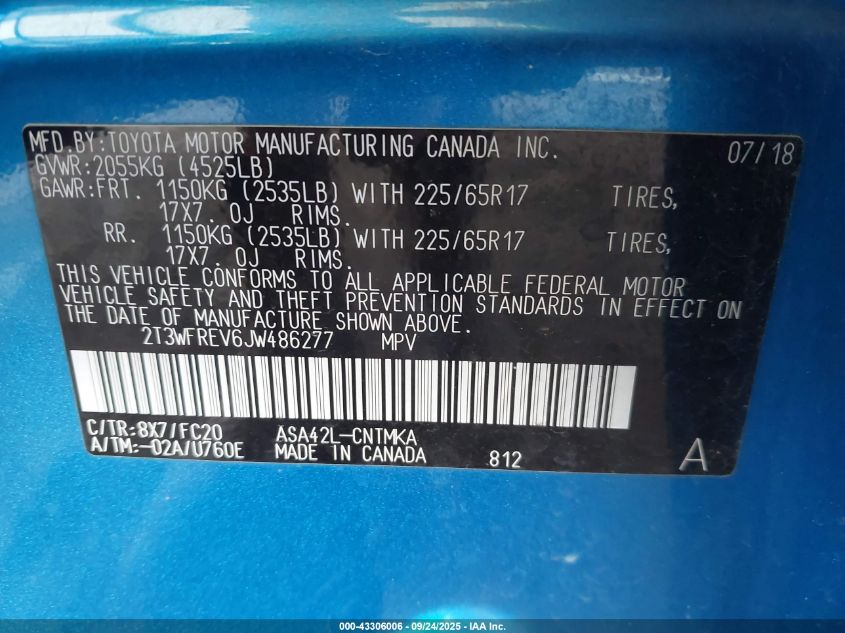 MFD.BY:TOYOTA MOTOR MANUFACTURING CANADA INC. 07/18
GVWR:2055KG (4525LB)
GAWR:FRT. 1150KG (2535LB) WITH 225/65R17 TIRES,
17X7.0J RIMS.
RR. 1150KG (2535LB) WITH 225/65R17 TIRES,
17X7.0J RIMS.
THIS VEHICLE CONFORMS TO ALL APPLICABLE FEDERAL MOTOR
VEHICLE SAFETY AND THEFT PREVENTION STANDARDS IN EFFECT ON
THE DATE OF MANUFACTURE SHOWN ABOVE.
2T3WFREV6JW486277 MPV
C/TR:8X7/FC20 ASA42L-CNTMKA
A/TM:-02A/U760E MADE IN CANADA 812 A
000-43306006 - 09/24/2025 - IAA Inc.